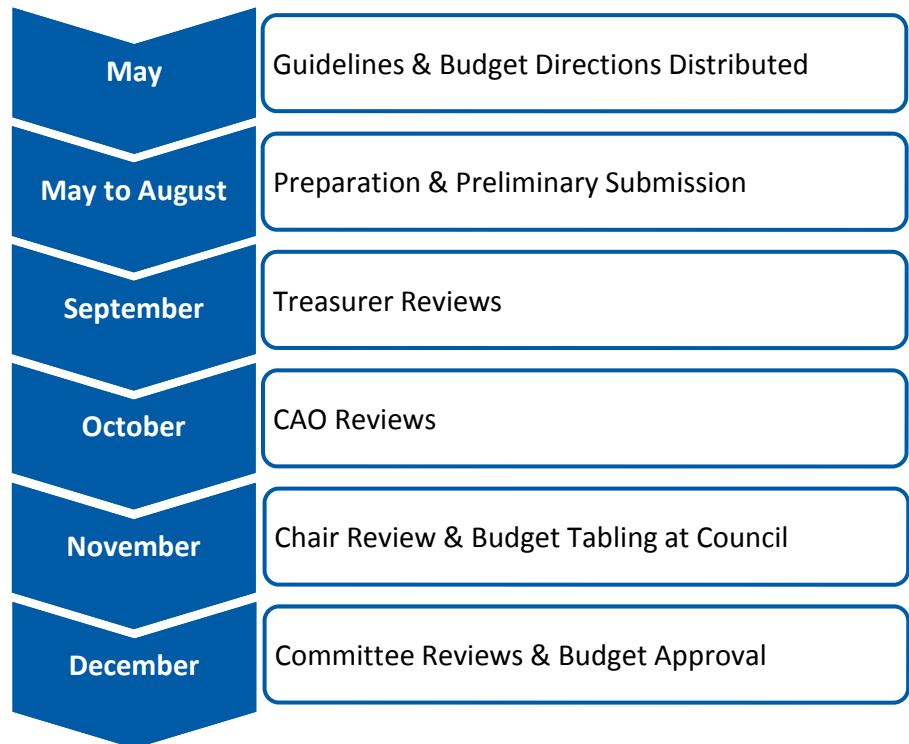 May
Guidelines & Budget Directions Distributed
May to August
Preparation & Preliminary Submission
September
Treasurer Reviews
October
CAO Reviews
November
Chair Review & Budget Tabling at Council
December
Committee Reviews & Budget Approval